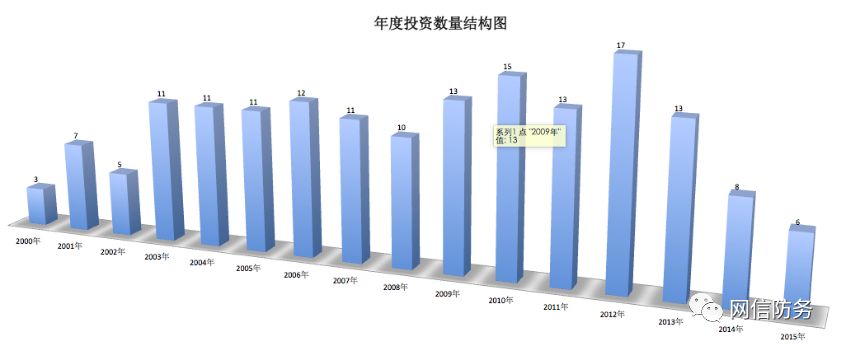 年度投资数量结构图
3
7
5
11
11
11
12
11
10
13
15
13
17
13
8
6
系列1 点 "2009年"
值: 13
2000年
2001年
2002年
2003年
2004年
2005年
2006年
2007年
2008年
2009年
2010年
2011年
2012年
2013年
2014年
2015年
网信防务